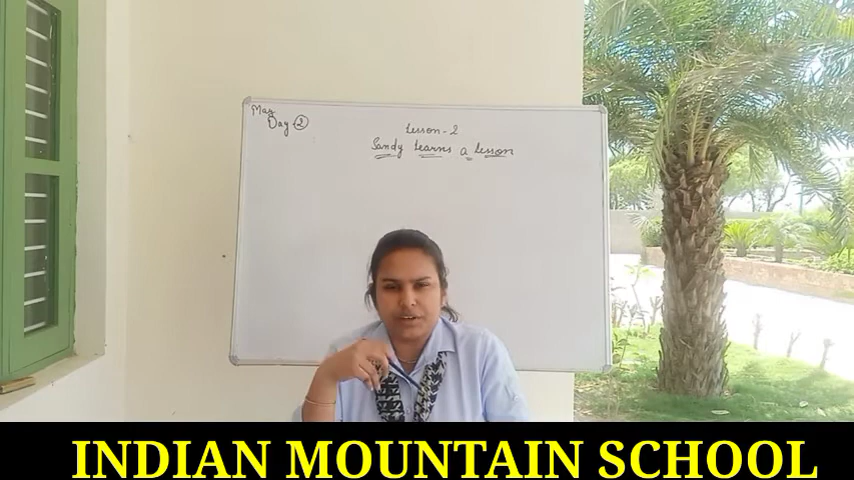 May
Day-2
Lesson-2
Sandy learns a lesson
INDIAN MOUNTAIN SCHOOL